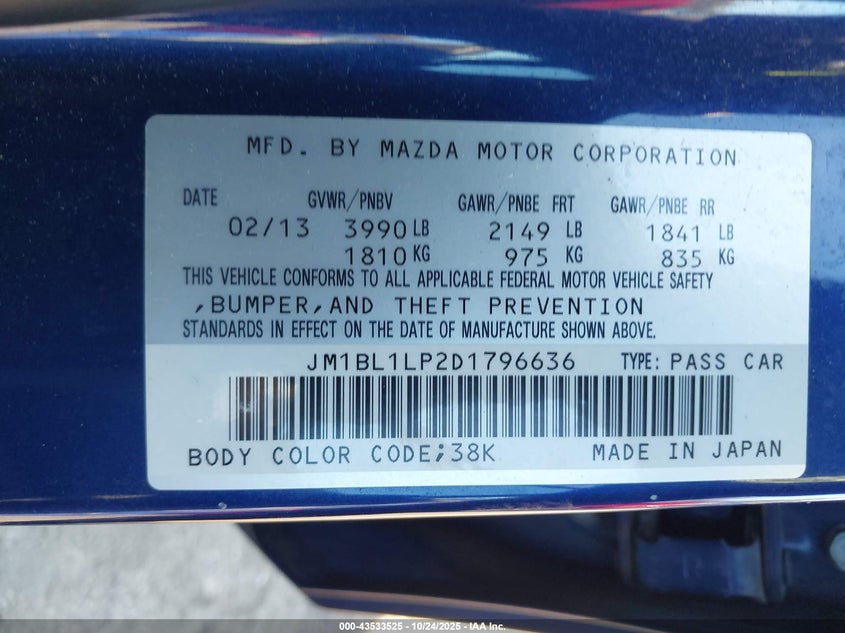 MFD. BY MAZDA MOTOR CORPORATION
DATE GVWR/PNBV GAWR/PNBE FRT GAWR/PNBE RR
02/13 3990 LB 2149 LB 1841 LB
1810 KG 975 KG 835 KG
THIS VEHICLE CONFORMS TO ALL APPLICABLE FEDERAL MOTOR VEHICLE SAFETY
,BUMPER,AND THEFT PREVENTION
STANDARDS IN EFFECT ON THE DATE OF MANUFACTURE SHOWN ABOVE.
JM1BL1LP2D1796636 TYPE: PASS CAR
BODY COLOR CODE;38K MADE IN JAPAN
000-43533525 - 10/24/2025 - IAA Inc.